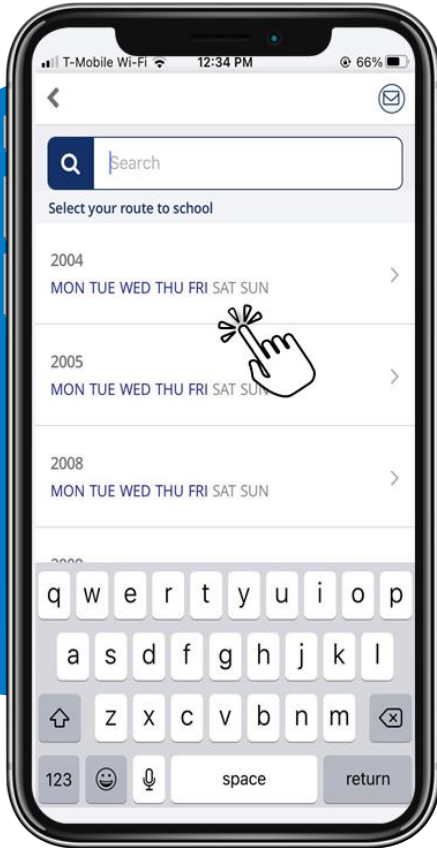 T-Mobile Wi-Fi 12:34 PM 66%
Search
Select your route to school
2004
MON TUE WED THU FRI SAT SUN
2005
MON TUE WED THU FRI SAT SUN
2008
MON TUE WED THU FRI SAT SUN
q w e r t y u i o p
a s d f g h j k l
z x c v b n m
123 space return